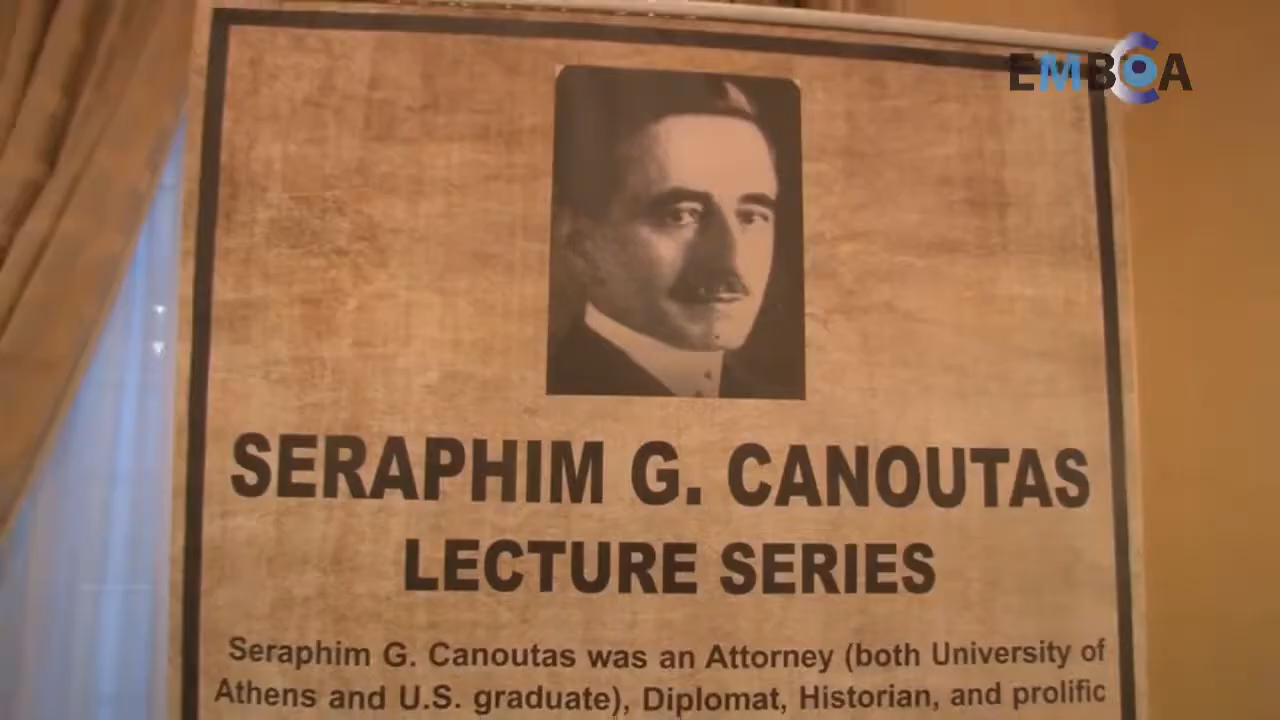 EMBCA
SERAPHIM G. CANOUTAS
LECTURE SERIES
Seraphim G. Canoutas was an Attorney (both University of
Athens and U.S. graduate), Diplomat, Historian, and prolific